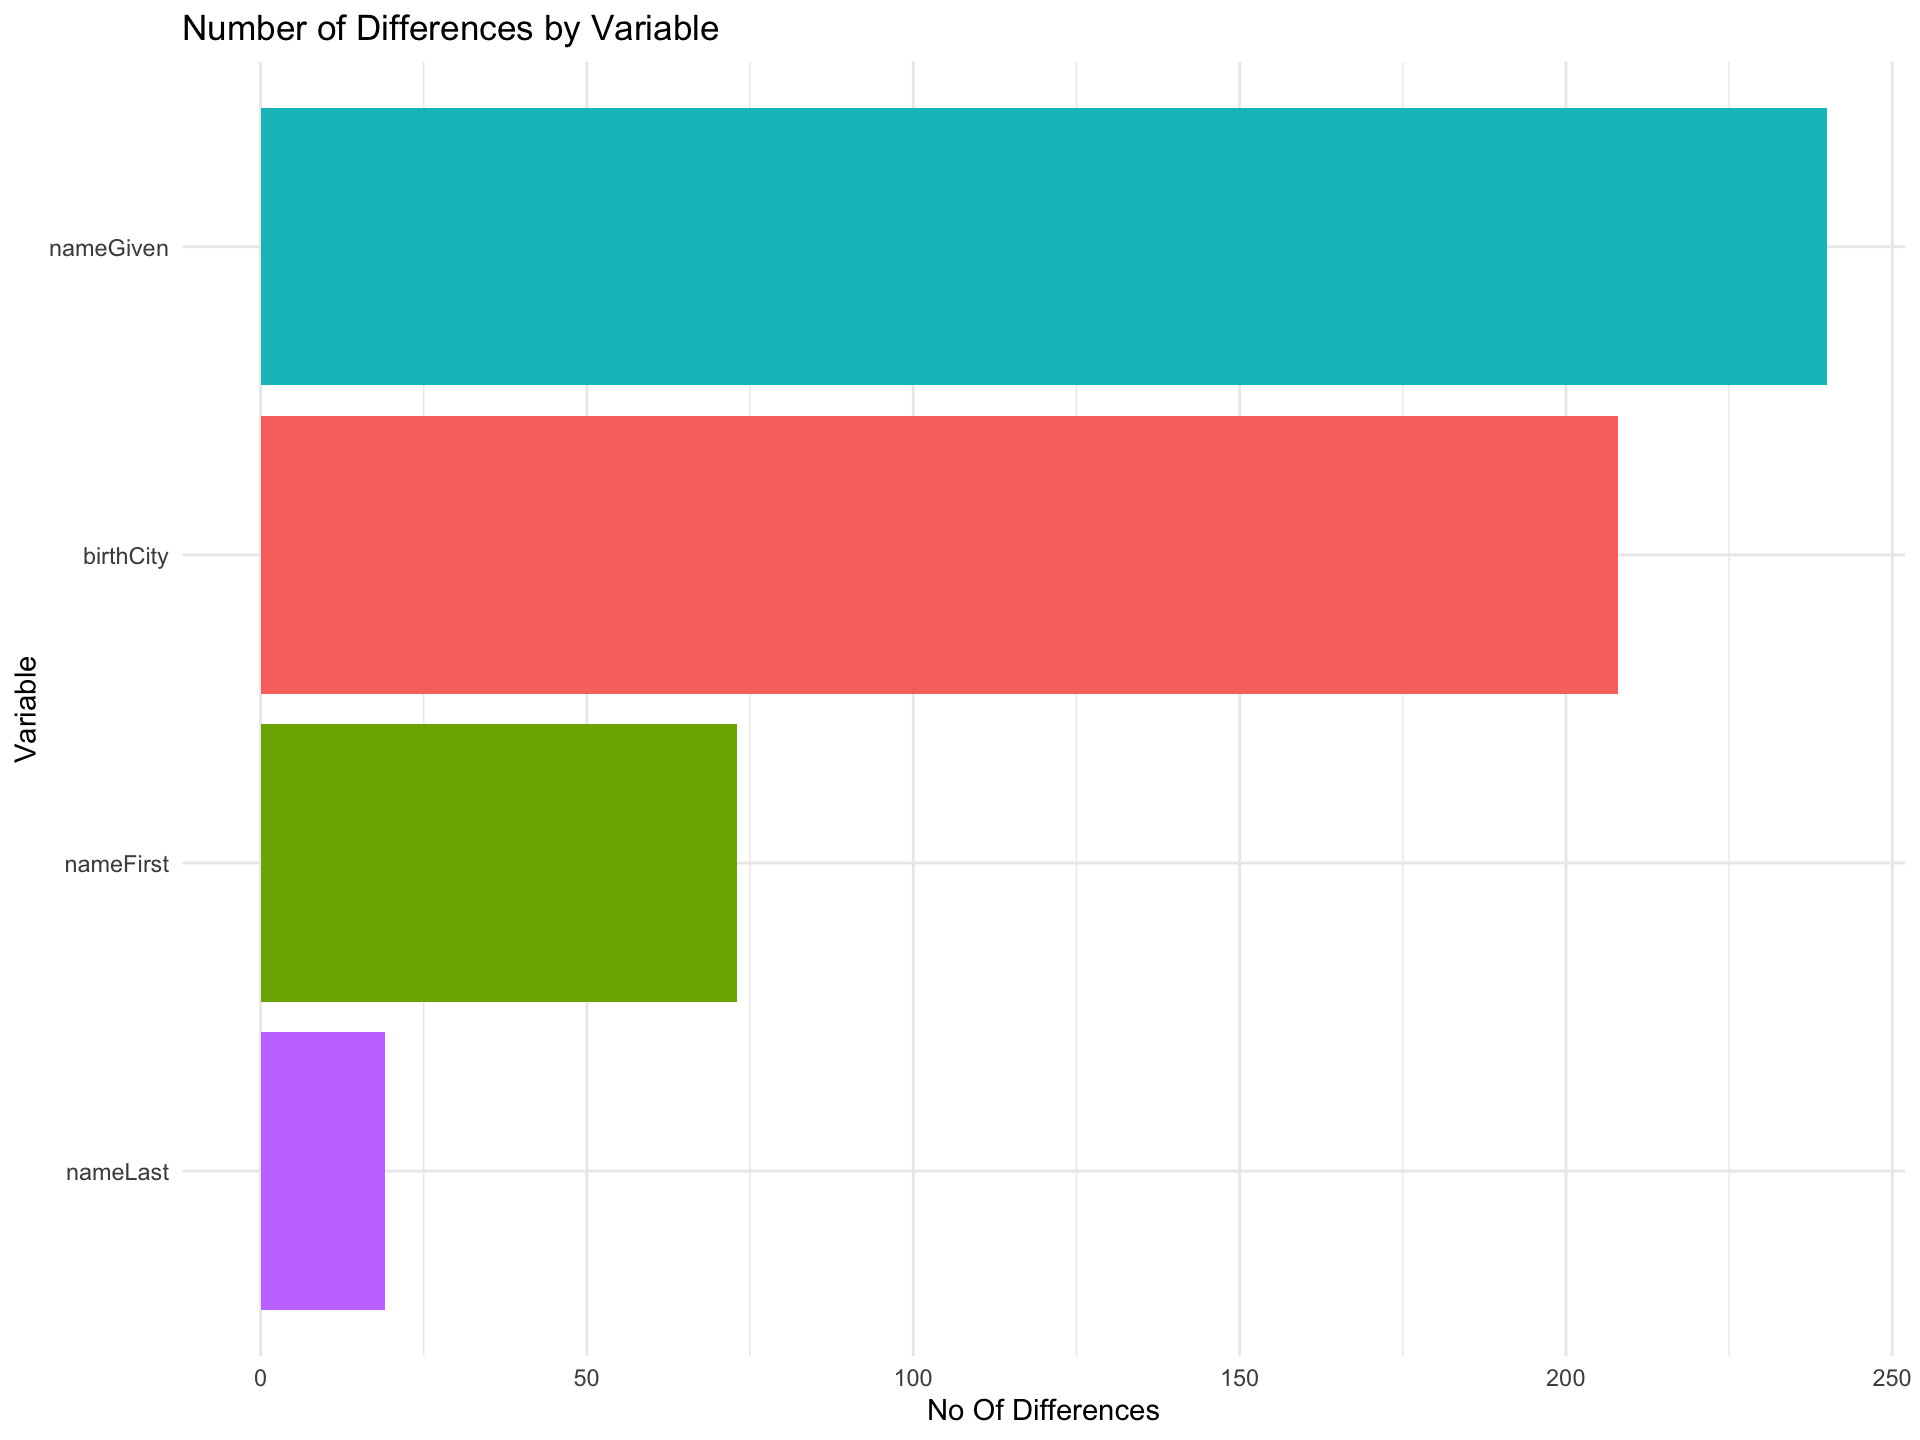 Number of Differences by Variable
nameGiven
birthCity
nameFirst
nameLast
Variable
0 50 100 150 200 250
No Of Differences